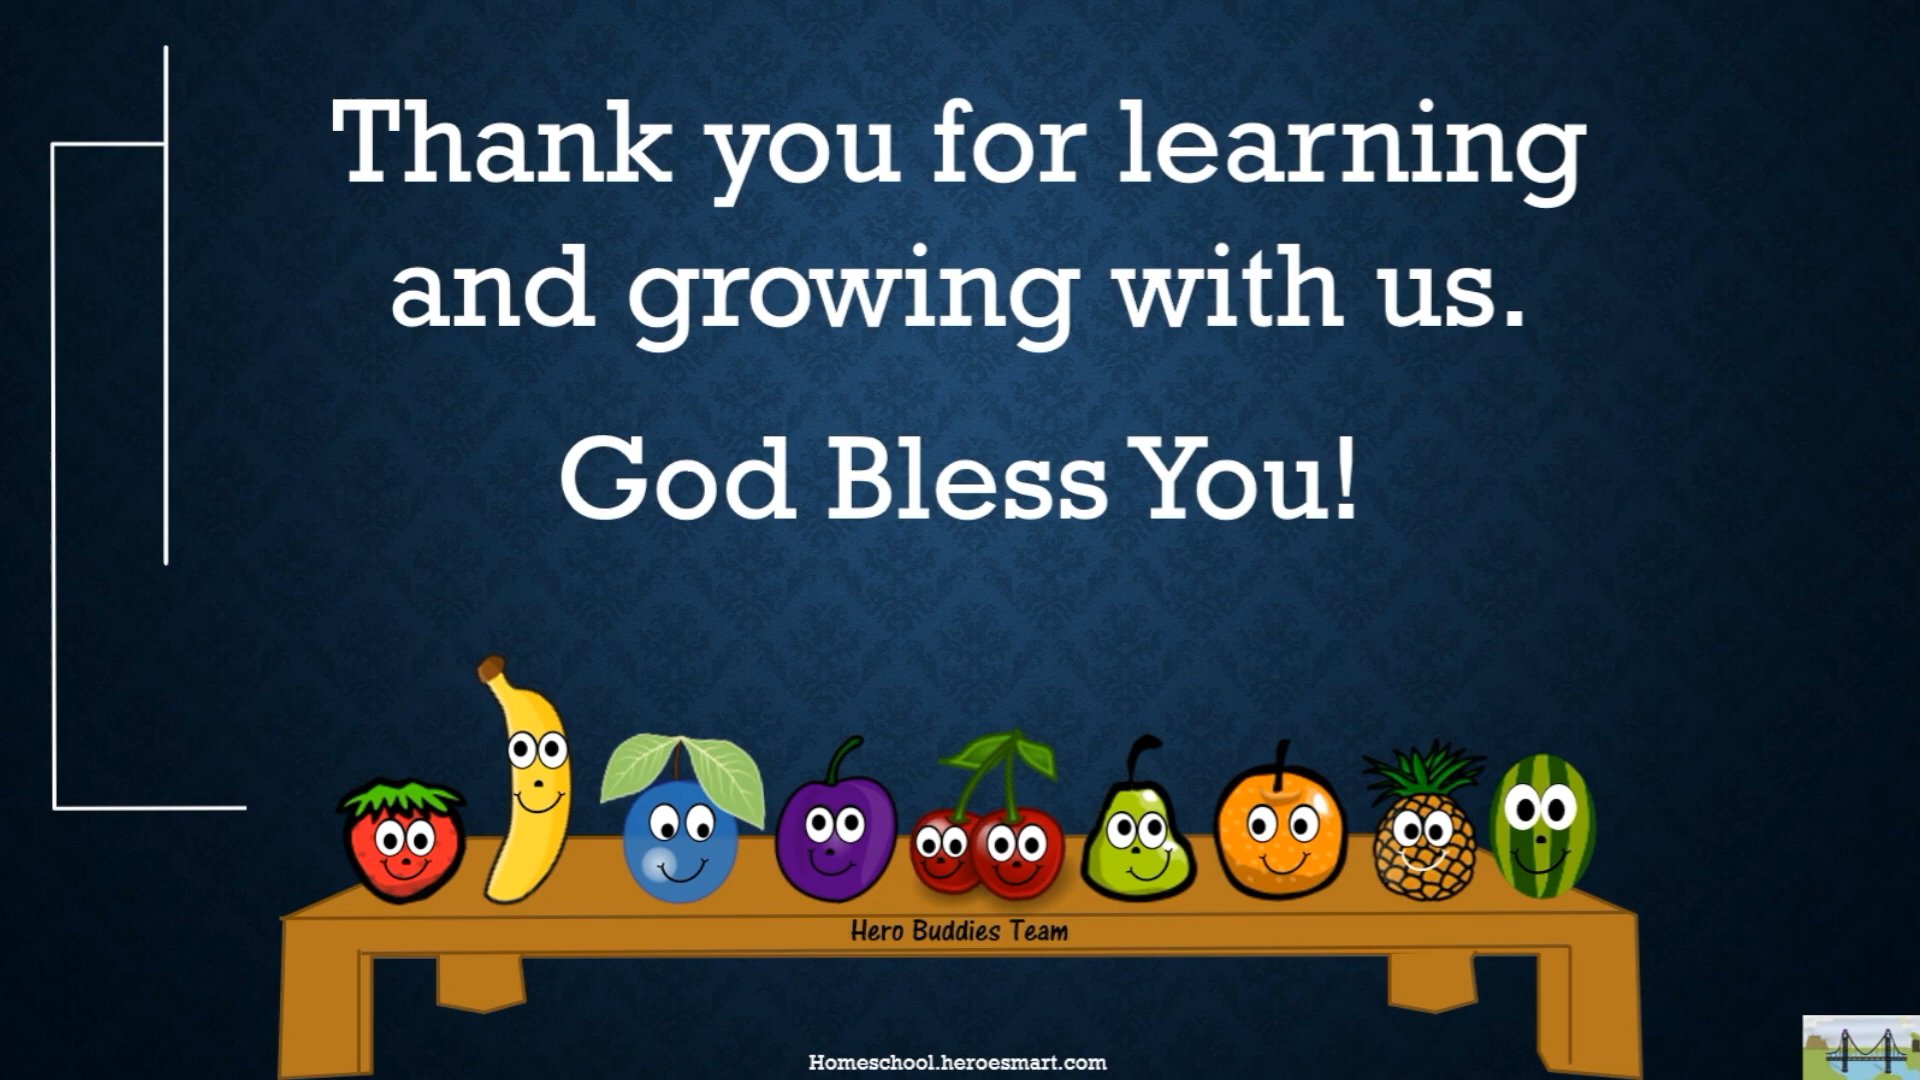 Thank you for learning
and growing with us.
God Bless You!
Hero Buddies Team
Homeschool.heroesmart.com